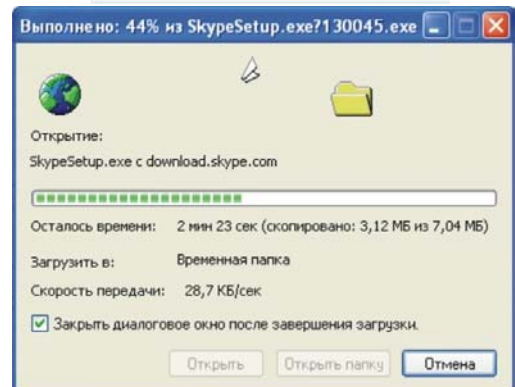 Выполнено: 44% из SkypeSetup.exe?130045.exe
Открытие:
SkypeSetup.exe с download.skype.com
Осталось времени: 2 мин 23 сек (скопировано: 3,12 МБ из 7,04 МБ)
Загрузить в: Временная папка
Скорость передачи: 28,7 КБ/сек
Закрыть диалоговое окно после завершения загрузки.
Открыть Открыть папку Отмена